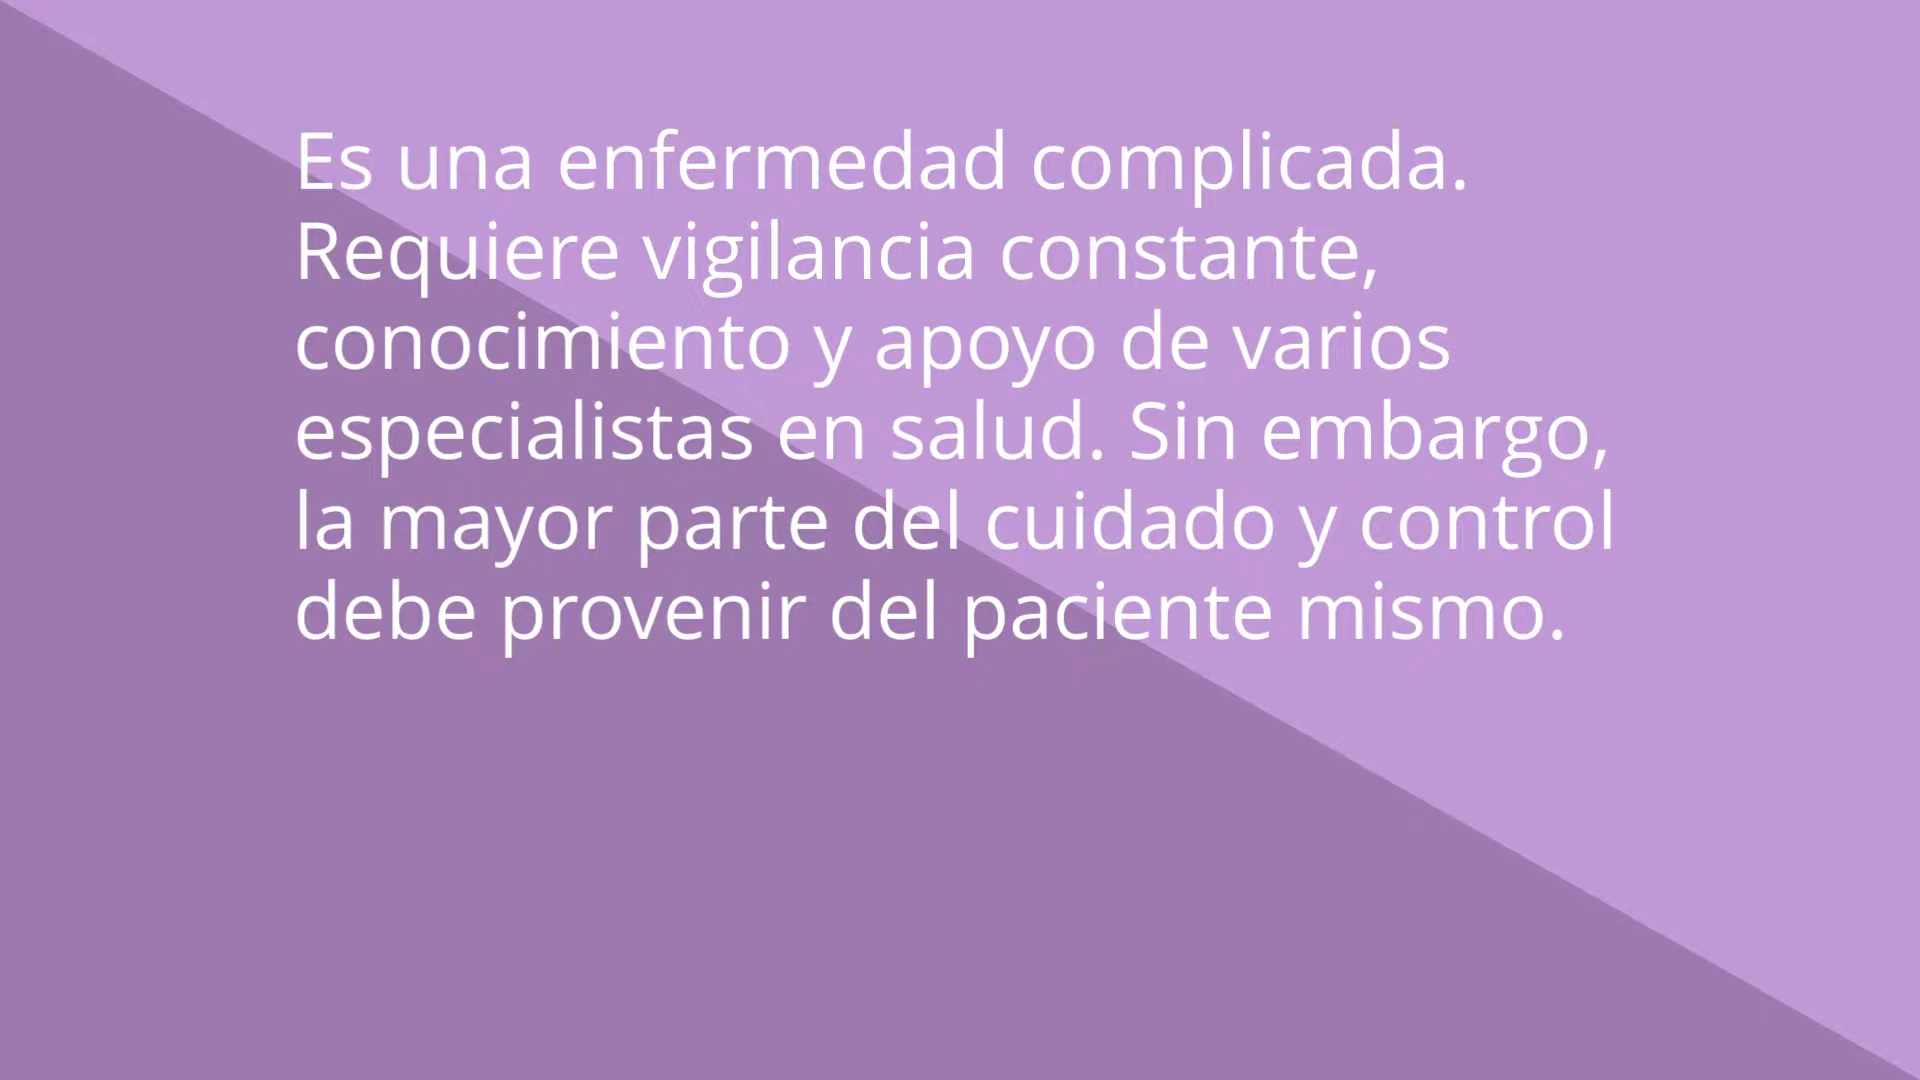 Es una enfermedad complicada.
Requiere vigilancia constante,
conocimiento y apoyo de varios
especialistas en salud. Sin embargo,
la mayor parte del cuidado y control
debe provenir del paciente mismo.